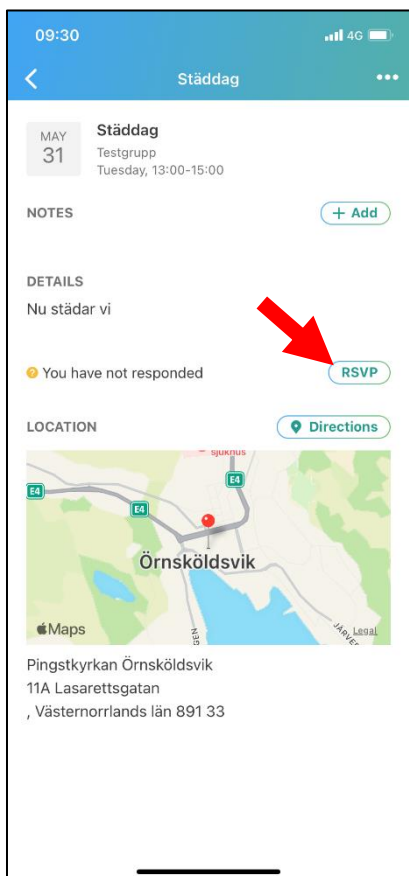 09:30
4G
Städdag
MAY
31
Städdag
Testgrupp
Tuesday, 13:00-15:00
NOTES
+ Add
DETAILS
Nu städar vi
You have not responded
RSVP
LOCATION
Directions
sjukhus
E4
E4
E4
Örnsköldsvik
Maps
Legal
Pingstkyrkan Örnsköldsvik
11A Lasarettsgatan
, Västernorrlands län 891 33